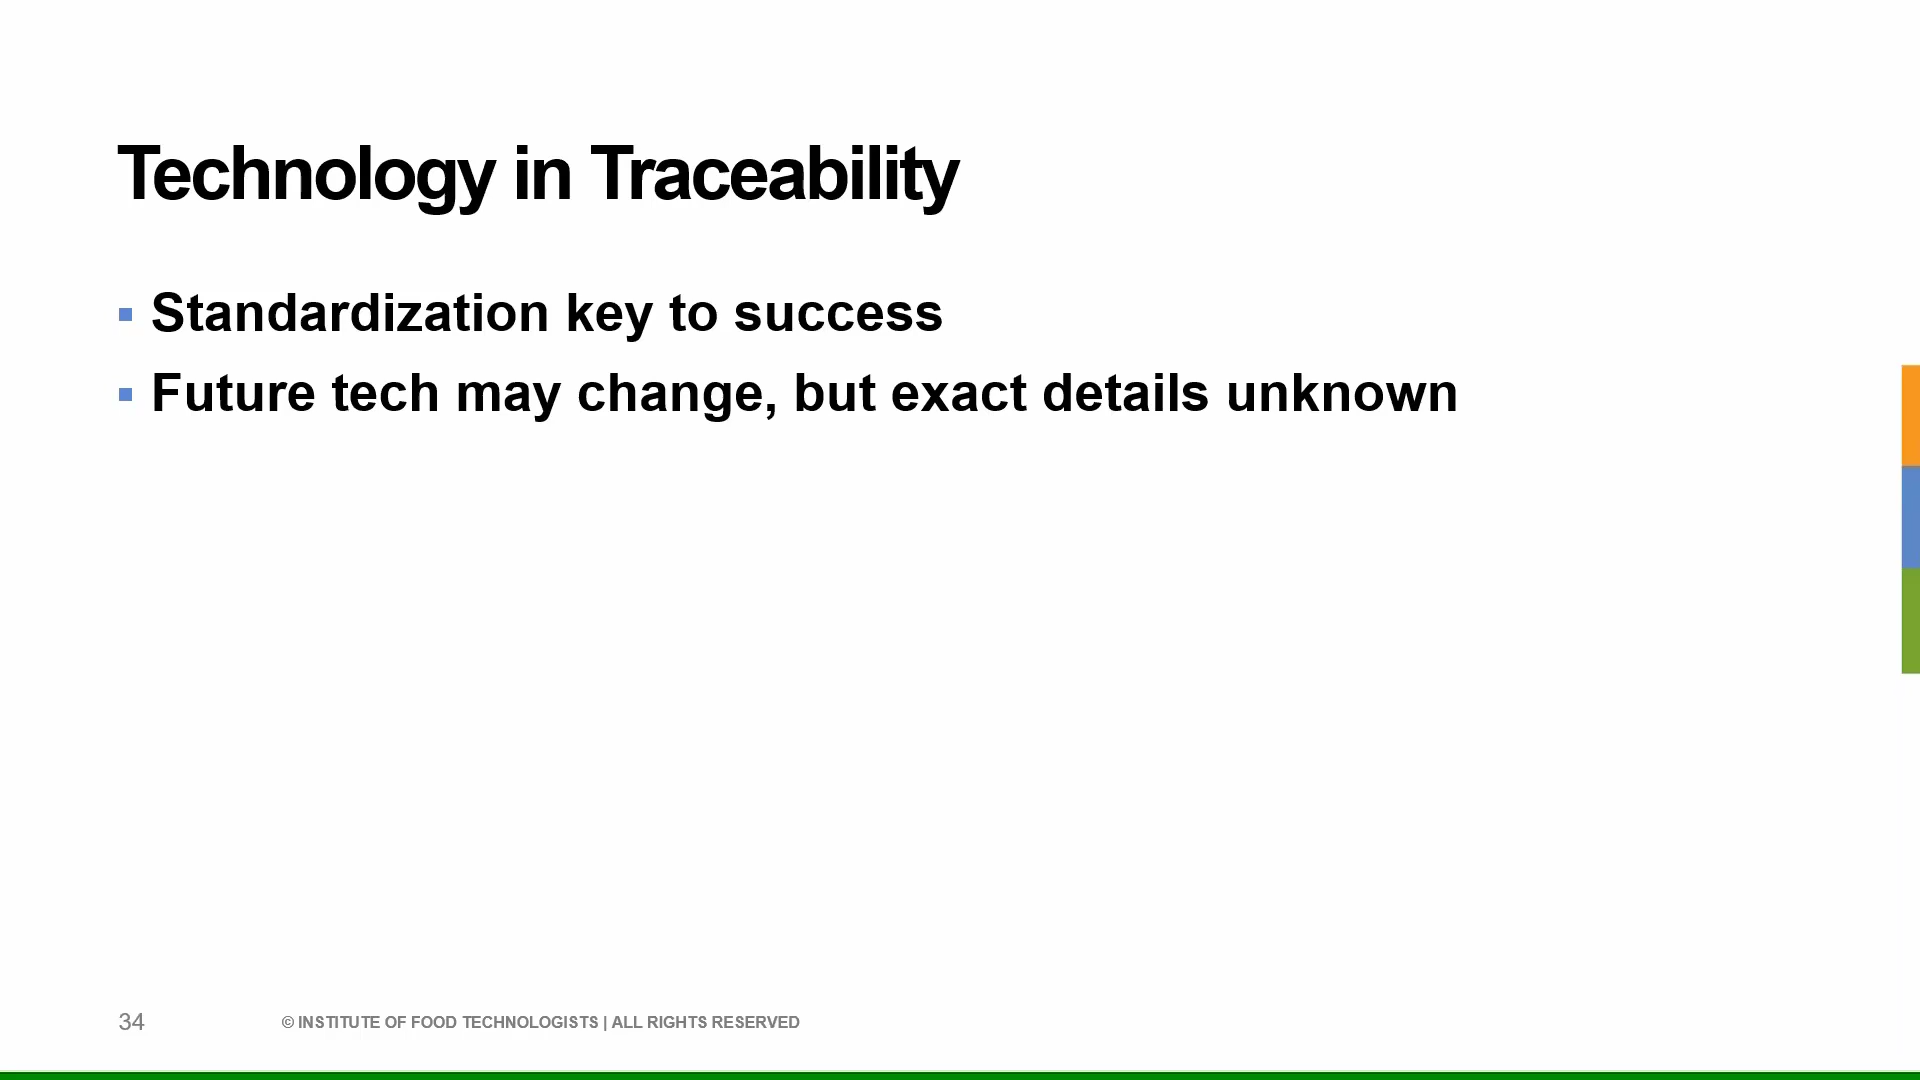 Technology in Traceability
▪ Standardization key to success
▪ Future tech may change, but exact details unknown
34
© INSTITUTE OF FOOD TECHNOLOGISTS | ALL RIGHTS RESERVED